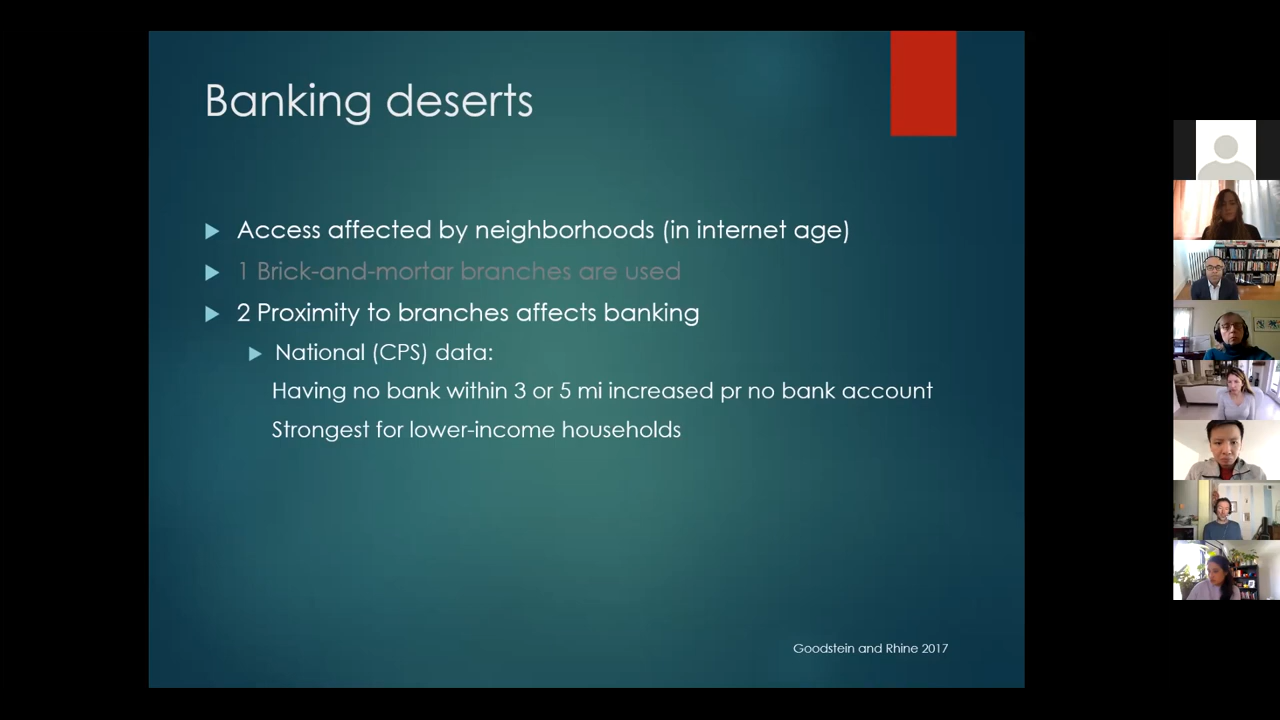 Banking deserts
Access affected by neighborhoods (in internet age)
1 Brick-and-mortar branches are used
2 Proximity to branches affects banking
National (CPS) data:
Having no bank within 3 or 5 mi increased pr no bank account
Strongest for lower-income households
Goodstein and Rhine 2017